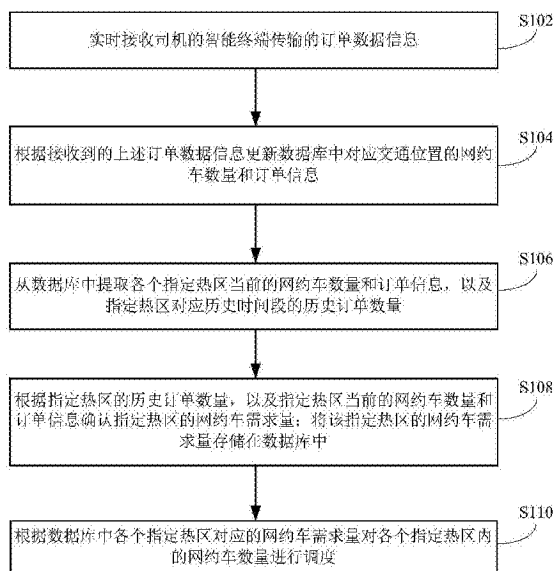 S102
实时接收司机的智能终端传输的订单数据信息
S104
根据接收到的上述订单数据信息更新数据库中对应交通位置的网约
车数量和订单信息
S106
从数据库中提取各个指定热区当前的网约车数量和订单信息，以及
指定热区对应历史时间段的历史订单数量
S108
根据指定热区的历史订单数量，以及指定热区当前的网约车数量和
订单信息确认指定热区的网约车需求量；将该指定热区的网约车需
求量存储在数据库中
S110
根据数据库中各个指定热区对应的网约车需求量对各个指定热区内
的网约车数量进行调度